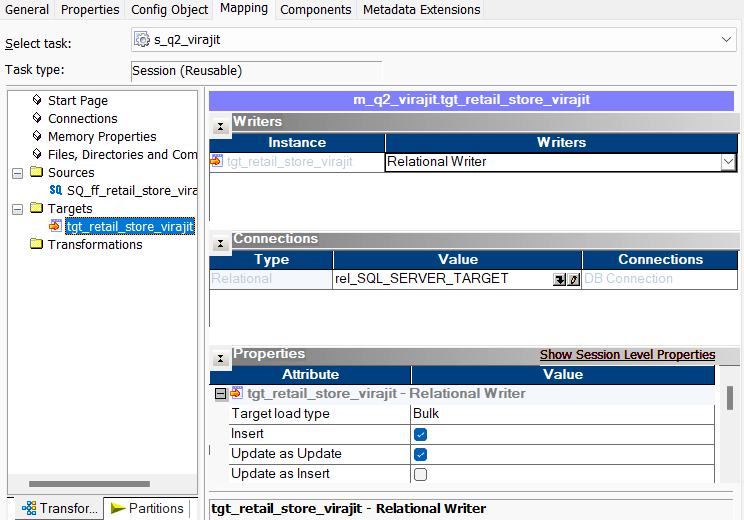 General Properties Config Object Mapping Components Metadata Extensions
Select task: s_q2_virajit
Task type: Session (Reusable)
Start Page
Connections
Memory Properties
Files, Directories and Com
Sources
SQ_ff_retail_store_vira
Targets
tgt_retail_store_virajit
Transformations
Transfor... Partitions
m_q2_virajit.tgt_retail_store_virajit
Writers
Instance Writers
tgt_retail_store_virajit Relational Writer
Connections
Type Value Connections
Relational rel_SQL_SERVER_TARGET DB Connection
Properties Show Session Level Properties
Attribute Value
tgt_retail_store_virajit - Relational Writer
Target load type Bulk
Insert
Update as Update
Update as Insert
tgt_retail_store_virajit - Relational Writer